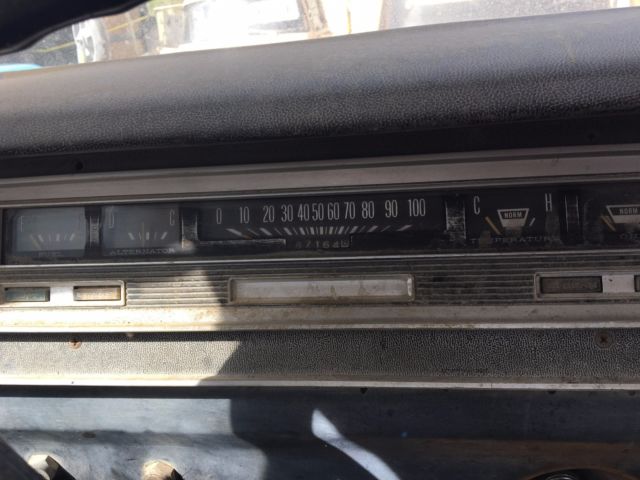 D C 0 10 20 30 40 50 60 70 80 90 100 C H
NORM NORM
ALTERNATOR TEMPERATURE